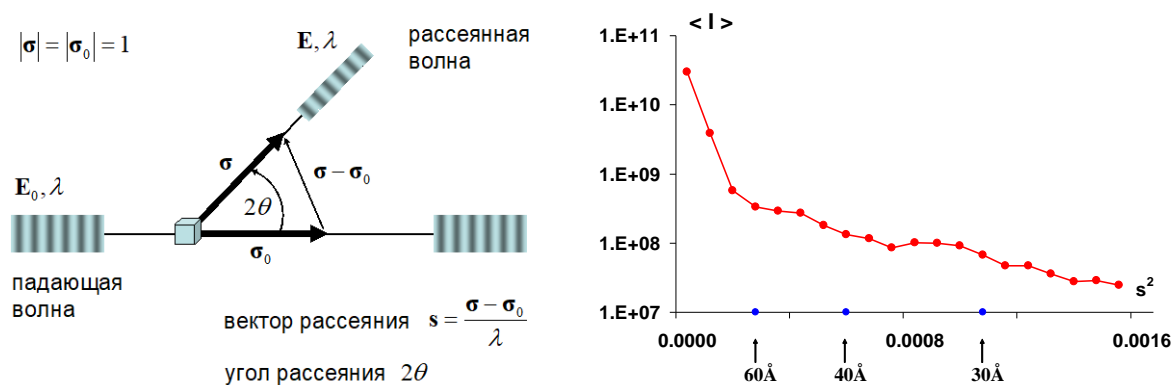 |σ| = |σ₀| = 1
E, λ
рассеянная
волна
σ
σ − σ₀
E₀, λ
2θ
σ₀
падающая
волна
вектор рассеяния s = (σ − σ₀)/λ
угол рассеяния 2θ
< I >
1.E+11
1.E+10
1.E+09
1.E+08
1.E+07
s²
0.0000 0.0008 0.0016
60Å 40Å 30Å